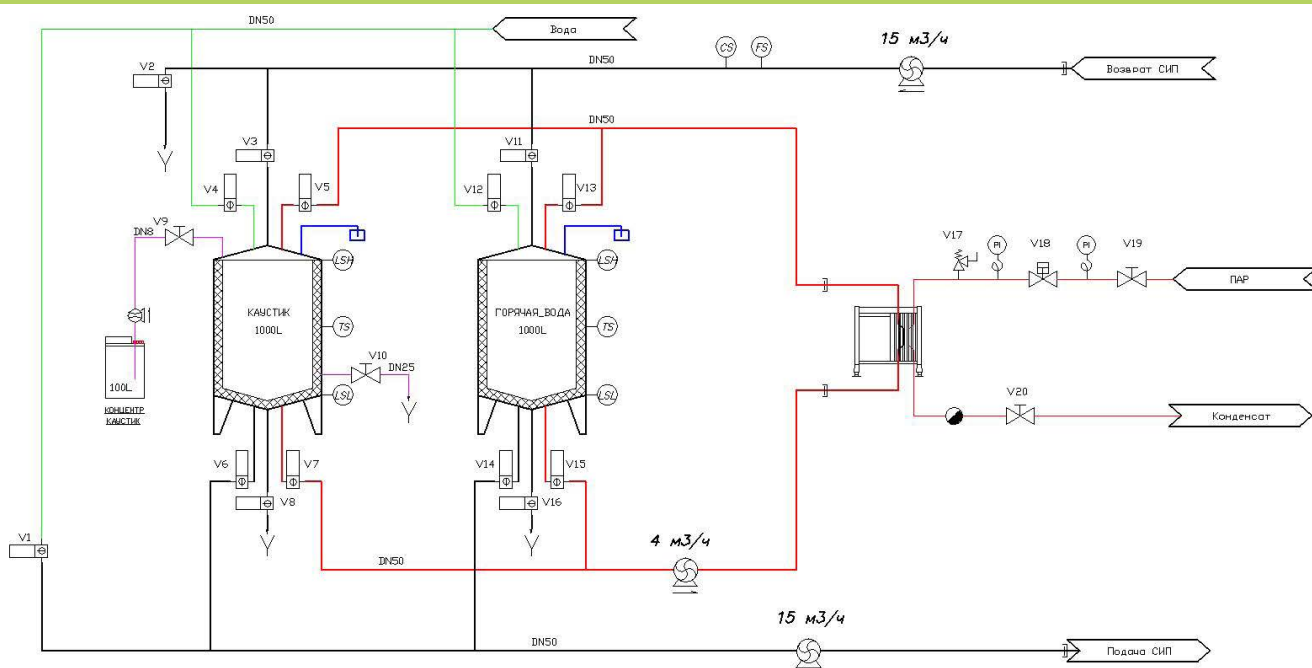 DN50
Вода
15 м3/ч
V2
DN50
CS
FS
Возврат СИП
DN50
V3
V11
V4
V5
V12
V13
V9
DN8
LSH
LSH
V17
PI
V18
PI
V19
ПАР
КАУСТИК
1000L
ГОРЯЧАЯ_ВОДА
1000L
TS
TS
V10
DN25
100L
КОНЦЕНТР
КАУСТИК
LSL
LSL
V20
Конденсат
V6
V7
V14
V15
V8
V16
V1
4 м3/ч
DN50
15 м3/ч
DN50
Подача СИП